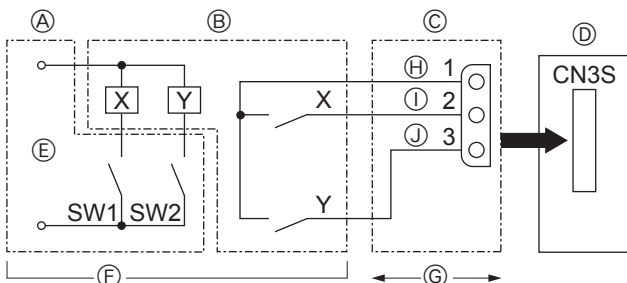 Ⓐ Ⓑ Ⓒ Ⓓ
CN3S
Ⓗ 1
X Y X Ⓘ 2
Ⓙ 3
Ⓔ
SW1 SW2 Y
Ⓕ Ⓖ